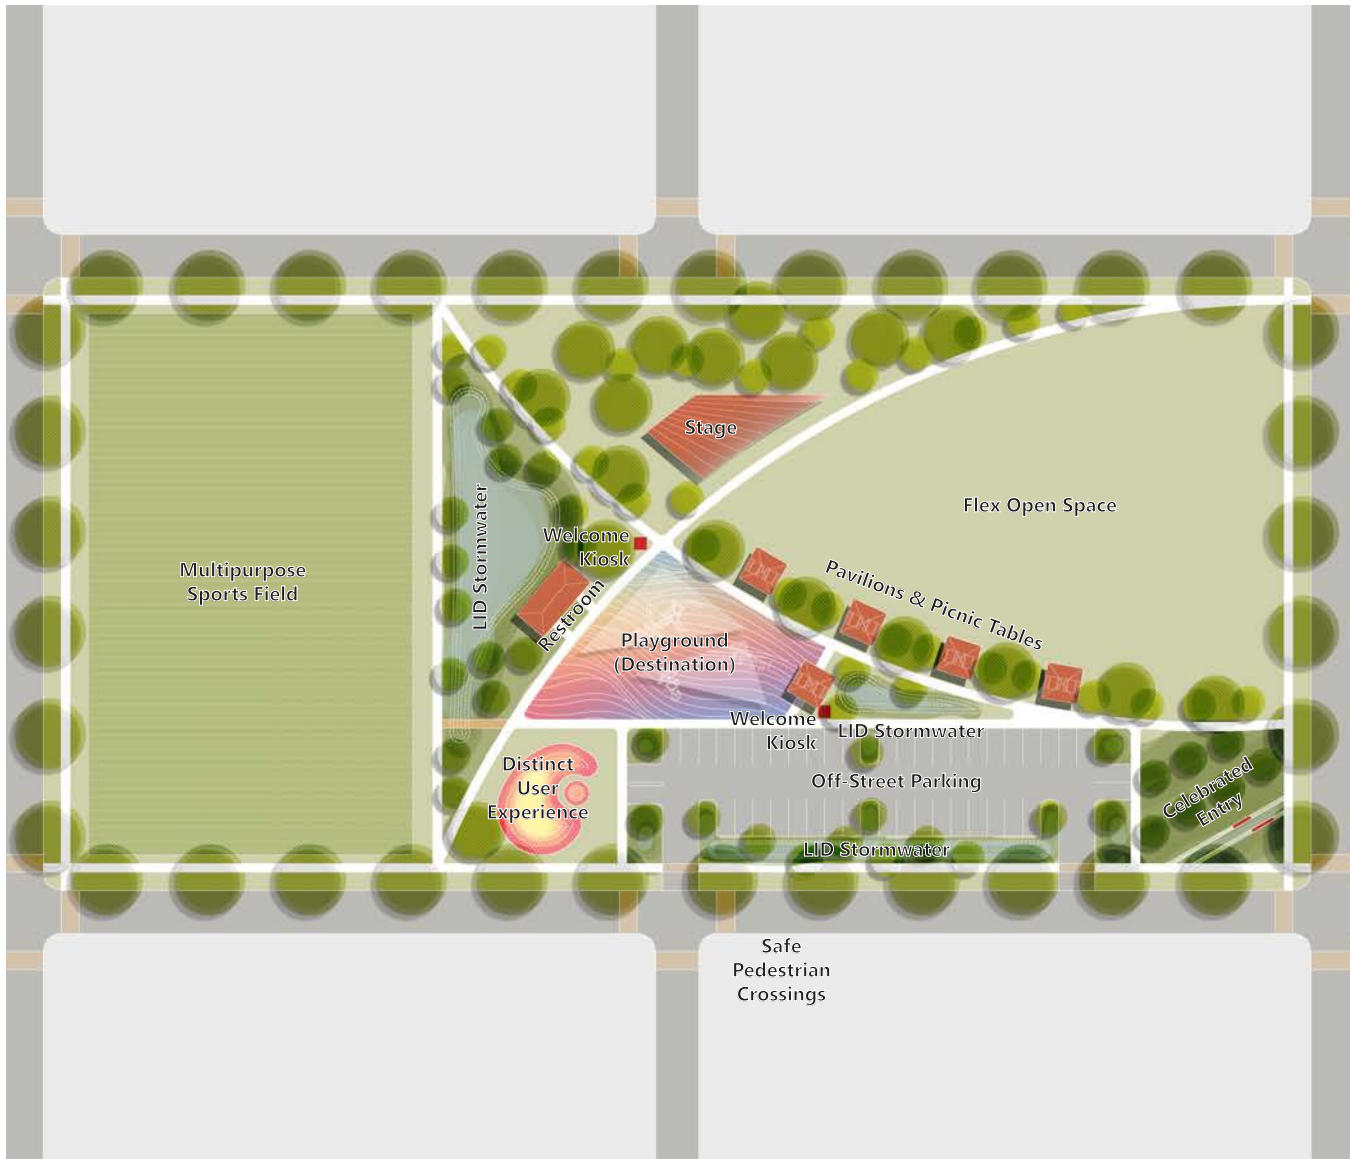 Stage
Flex Open Space
LID Stormwater
Welcome
Kiosk
Multipurpose
Sports Field
Restroom
Pavilions & Picnic Tables
Playground
(Destination)
Welcome
Kiosk
LID Stormwater
Distinct
User
Experience
Off-Street Parking
Celebrated
Entry
LID Stormwater
Safe
Pedestrian
Crossings